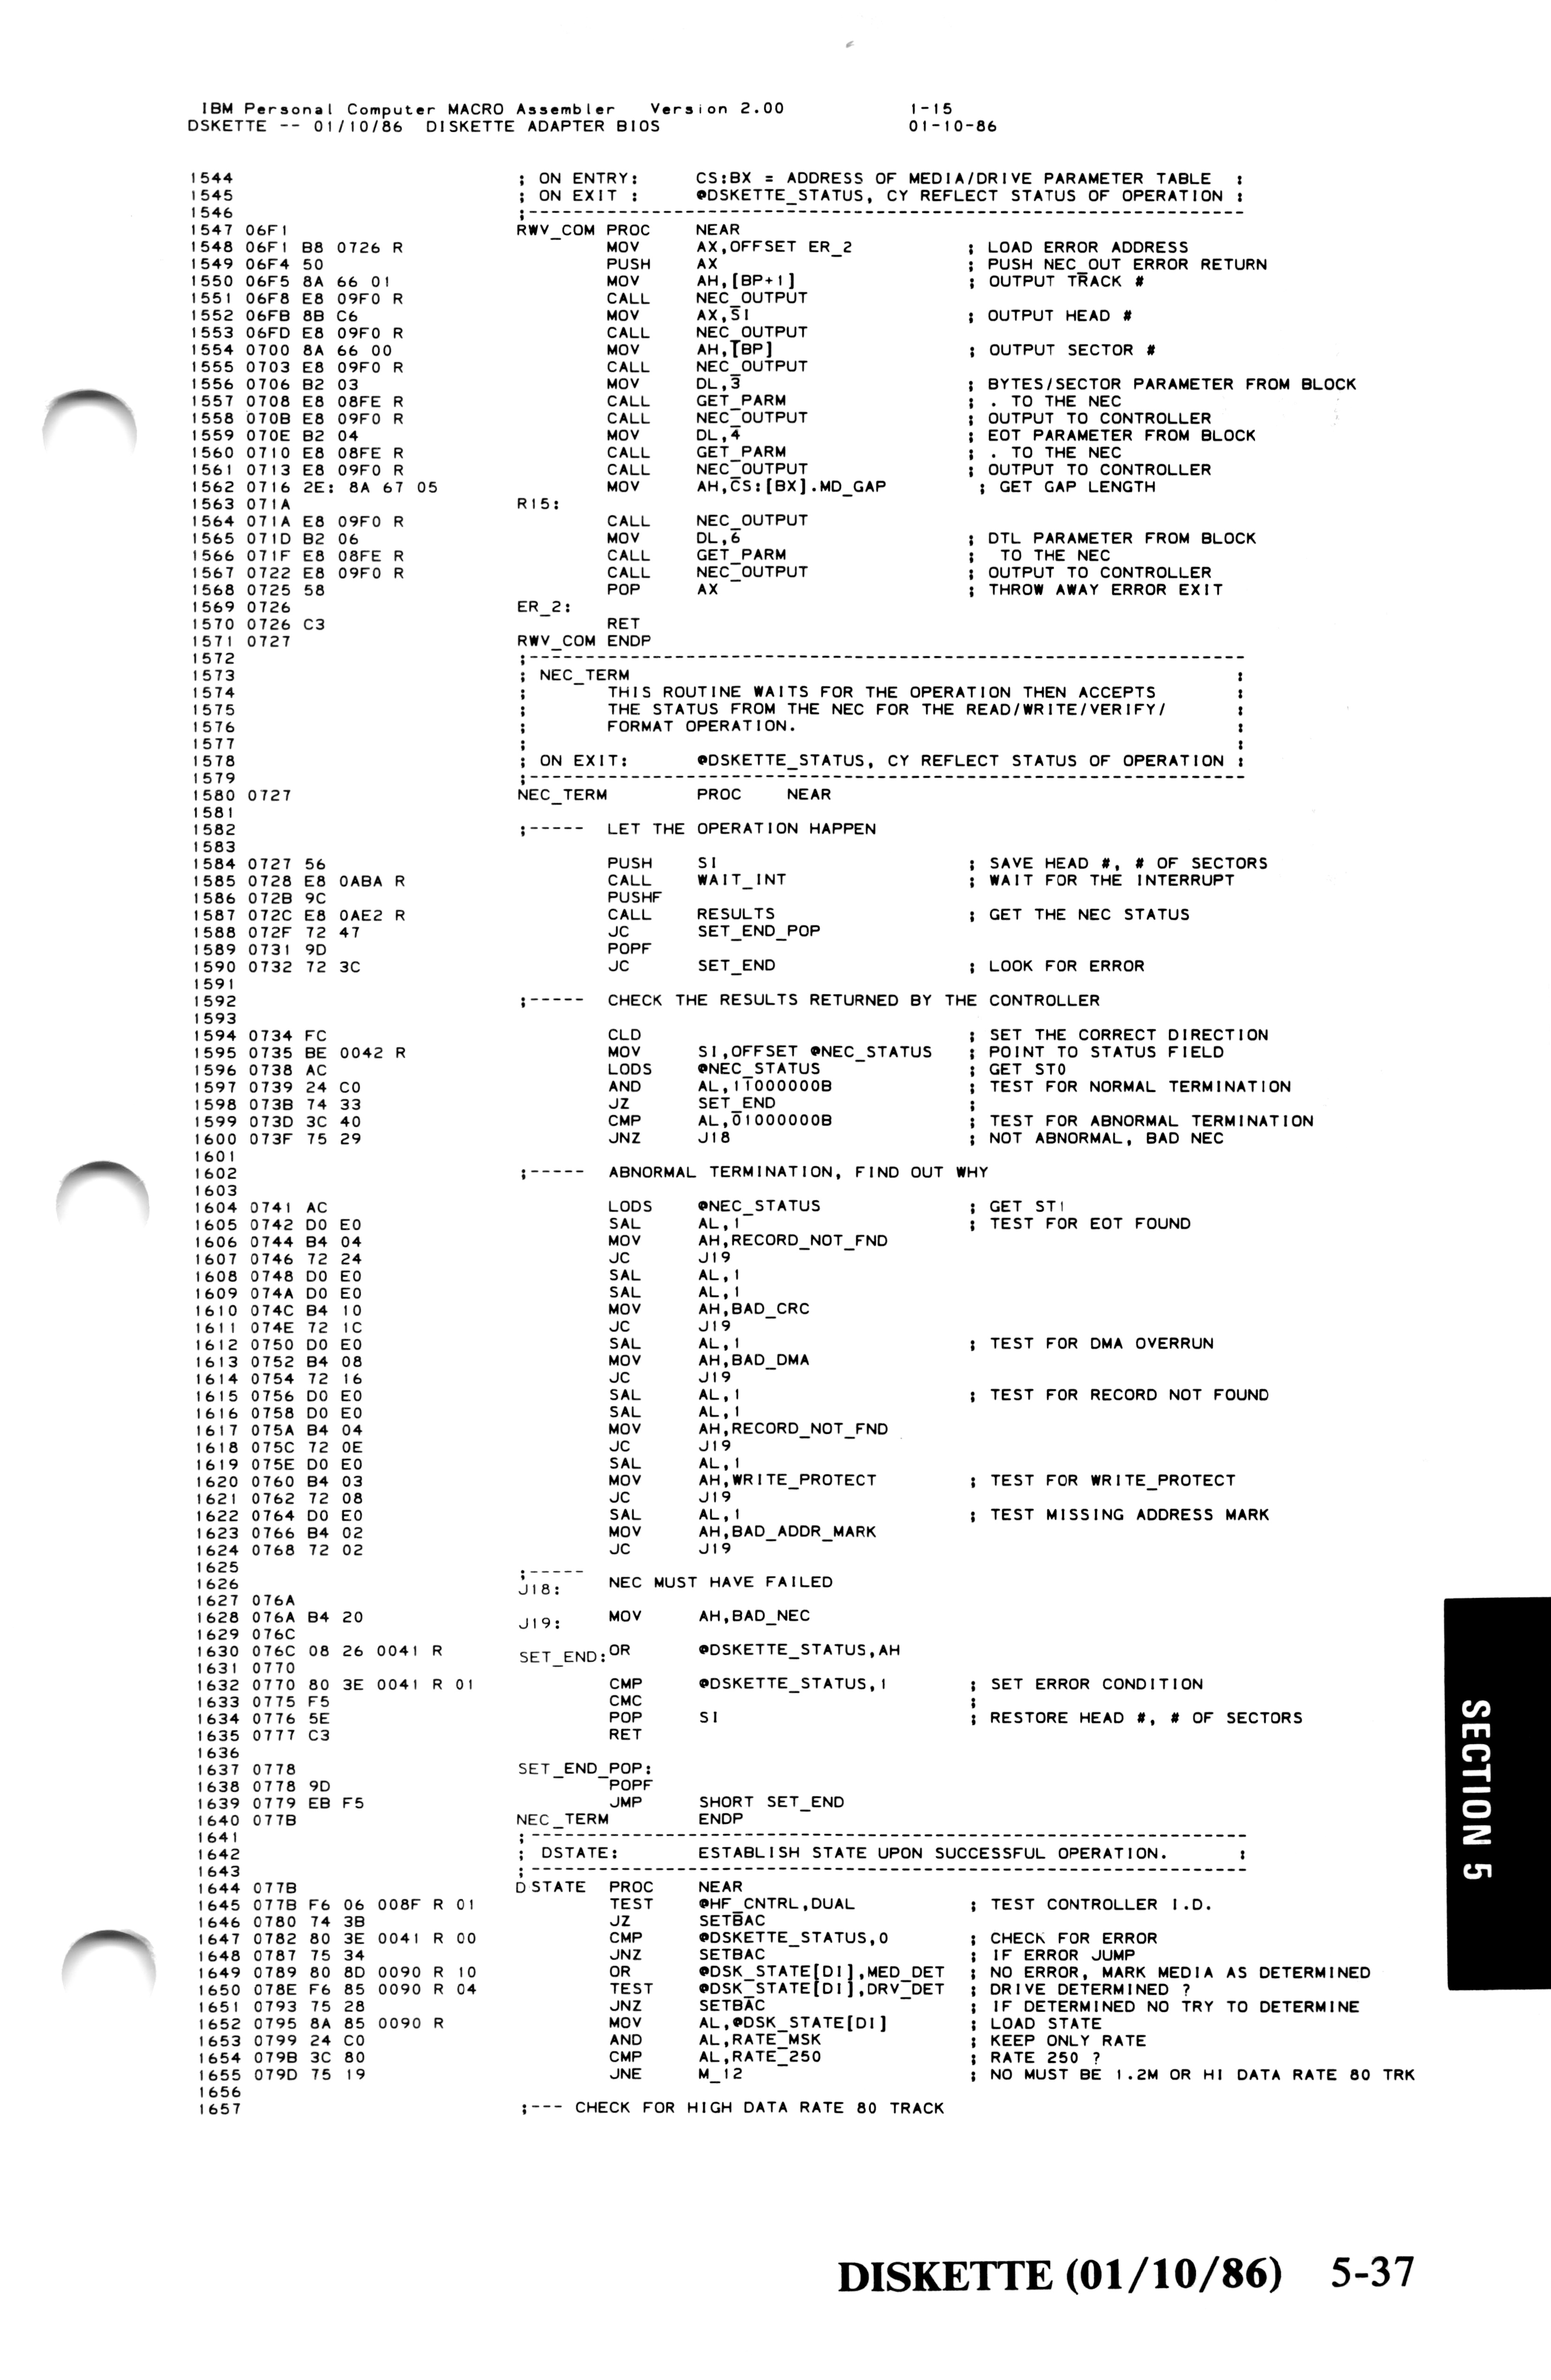 IBM Personal Computer MACRO Assembler   Version 2.00            1-15
DSKETTE -- 01/10/86  DISKETTE ADAPTER BIOS                      01-10-86
1544                            ; ON ENTRY:     CS:BX = ADDRESS OF MEDIA/DRIVE PARAMETER TABLE  :
1545                            ; ON EXIT :     @DSKETTE_STATUS, CY REFLECT STATUS OF OPERATION :
1546                            ;----------------------------------------------------------------
1547 06F1                       RWV_COM PROC    NEAR
1548 06F1 B8 0726 R                     MOV     AX,OFFSET ER_2          ; LOAD ERROR ADDRESS
1549 06F4 50                            PUSH    AX                      ; PUSH NEC_OUT ERROR RETURN
1550 06F5 8A 66 01                      MOV     AH,[BP+1]               ; OUTPUT TRACK #
1551 06F8 E8 09F0 R                     CALL    NEC_OUTPUT
1552 06FB 8B C6                         MOV     AX,SI                   ; OUTPUT HEAD #
1553 06FD E8 09F0 R                     CALL    NEC_OUTPUT
1554 0700 8A 66 00                      MOV     AH,[BP]                 ; OUTPUT SECTOR #
1555 0703 E8 09F0 R                     CALL    NEC_OUTPUT
1556 0706 B2 03                         MOV     DL,3                    ; BYTES/SECTOR PARAMETER FROM BLOCK
1557 0708 E8 08FE R                     CALL    GET_PARM                ; . TO THE NEC
1558 070B E8 09F0 R                     CALL    NEC_OUTPUT              ; OUTPUT TO CONTROLLER
1559 070E B2 04                         MOV     DL,4                    ; EOT PARAMETER FROM BLOCK
1560 0710 E8 08FE R                     CALL    GET_PARM                ; . TO THE NEC
1561 0713 E8 09F0 R                     CALL    NEC_OUTPUT              ; OUTPUT TO CONTROLLER
1562 0716 2E: 8A 67 05                  MOV     AH,CS:[BX].MD_GAP        ; GET GAP LENGTH
1563 071A                       R15:
1564 071A E8 09F0 R                     CALL    NEC_OUTPUT
1565 071D B2 06                         MOV     DL,6                    ; DTL PARAMETER FROM BLOCK
1566 071F E8 08FE R                     CALL    GET_PARM                ;  TO THE NEC
1567 0722 E8 09F0 R                     CALL    NEC_OUTPUT              ; OUTPUT TO CONTROLLER
1568 0725 58                            POP     AX                      ; THROW AWAY ERROR EXIT
1569 0726                       ER_2:
1570 0726 C3                            RET
1571 0727                       RWV_COM ENDP
1572                            ;----------------------------------------------------------------
1573                            ; NEC_TERM                                                      :
1574                            ;       THIS ROUTINE WAITS FOR THE OPERATION THEN ACCEPTS       :
1575                            ;       THE STATUS FROM THE NEC FOR THE READ/WRITE/VERIFY/      :
1576                            ;       FORMAT OPERATION.                                       :
1577                            ;                                                               :
1578                            ; ON EXIT:      @DSKETTE_STATUS, CY REFLECT STATUS OF OPERATION :
1579                            ;----------------------------------------------------------------
1580 0727                       NEC_TERM        PROC    NEAR
1581
1582                            ;-----  LET THE OPERATION HAPPEN
1583
1584 0727 56                            PUSH    SI                      ; SAVE HEAD #, # OF SECTORS
1585 0728 E8 0ABA R                     CALL    WAIT_INT                ; WAIT FOR THE INTERRUPT
1586 072B 9C                            PUSHF
1587 072C E8 0AE2 R                     CALL    RESULTS                 ; GET THE NEC STATUS
1588 072F 72 47                         JC      SET_END_POP
1589 0731 9D                            POPF
1590 0732 72 3C                         JC      SET_END                 ; LOOK FOR ERROR
1591
1592                            ;-----  CHECK THE RESULTS RETURNED BY THE CONTROLLER
1593
1594 0734 FC                            CLD                             ; SET THE CORRECT DIRECTION
1595 0735 BE 0042 R                     MOV     SI,OFFSET @NEC_STATUS   ; POINT TO STATUS FIELD
1596 0738 AC                            LODS    @NEC_STATUS             ; GET ST0
1597 0739 24 C0                         AND     AL,11000000B            ; TEST FOR NORMAL TERMINATION
1598 073B 74 33                         JZ      SET_END                 ;
1599 073D 3C 40                         CMP     AL,01000000B            ; TEST FOR ABNORMAL TERMINATION
1600 073F 75 29                         JNZ     J18                     ; NOT ABNORMAL, BAD NEC
1601
1602                            ;-----  ABNORMAL TERMINATION, FIND OUT WHY
1603
1604 0741 AC                            LODS    @NEC_STATUS             ; GET ST1
1605 0742 D0 E0                         SAL     AL,1                    ; TEST FOR EOT FOUND
1606 0744 B4 04                         MOV     AH,RECORD_NOT_FND
1607 0746 72 24                         JC      J19
1608 0748 D0 E0                         SAL     AL,1
1609 074A D0 E0                         SAL     AL,1
1610 074C B4 10                         MOV     AH,BAD_CRC
1611 074E 72 1C                         JC      J19
1612 0750 D0 E0                         SAL     AL,1                    ; TEST FOR DMA OVERRUN
1613 0752 B4 08                         MOV     AH,BAD_DMA
1614 0754 72 16                         JC      J19
1615 0756 D0 E0                         SAL     AL,1                    ; TEST FOR RECORD NOT FOUND
1616 0758 D0 E0                         SAL     AL,1
1617 075A B4 04                         MOV     AH,RECORD_NOT_FND
1618 075C 72 0E                         JC      J19
1619 075E D0 E0                         SAL     AL,1
1620 0760 B4 03                         MOV     AH,WRITE_PROTECT        ; TEST FOR WRITE_PROTECT
1621 0762 72 08                         JC      J19
1622 0764 D0 E0                         SAL     AL,1                    ; TEST MISSING ADDRESS MARK
1623 0766 B4 02                         MOV     AH,BAD_ADDR_MARK
1624 0768 72 02                         JC      J19
1625                            ;-----
1626                            J18:    NEC MUST HAVE FAILED
1627 076A
1628 076A B4 20                 J19:    MOV     AH,BAD_NEC
1629 076C
1630 076C 08 26 0041 R          SET_END:OR      @DSKETTE_STATUS,AH
1631 0770
1632 0770 80 3E 0041 R 01               CMP     @DSKETTE_STATUS,1       ; SET ERROR CONDITION
1633 0775 F5                            CMC                             ;
1634 0776 5E                            POP     SI                      ; RESTORE HEAD #, # OF SECTORS
1635 0777 C3                            RET
1636
1637 0778                       SET_END_POP:
1638 0778 9D                            POPF
1639 0779 EB F5                         JMP     SHORT SET_END
1640 077B                       NEC_TERM        ENDP
1641                            ;----------------------------------------------------------------
1642                            ; DSTATE:       ESTABLISH STATE UPON SUCCESSFUL OPERATION.      :
1643                            ;----------------------------------------------------------------
1644 077B                       DSTATE  PROC    NEAR
1645 077B F6 06 008F R 01               TEST    @HF_CNTRL,DUAL          ; TEST CONTROLLER I.D.
1646 0780 74 3B                         JZ      SETBAC
1647 0782 80 3E 0041 R 00               CMP     @DSKETTE_STATUS,0       ; CHECK FOR ERROR
1648 0787 75 34                         JNZ     SETBAC                  ; IF ERROR JUMP
1649 0789 80 8D 0090 R 10               OR      @DSK_STATE[DI],MED_DET  ; NO ERROR, MARK MEDIA AS DETERMINED
1650 078E F6 85 0090 R 04               TEST    @DSK_STATE[DI],DRV_DET  ; DRIVE DETERMINED ?
1651 0793 75 28                         JNZ     SETBAC                  ; IF DETERMINED NO TRY TO DETERMINE
1652 0795 8A 85 0090 R                  MOV     AL,@DSK_STATE[DI]       ; LOAD STATE
1653 0799 24 C0                         AND     AL,RATE_MSK             ; KEEP ONLY RATE
1654 079B 3C 80                         CMP     AL,RATE_250             ; RATE 250 ?
1655 079D 75 19                         JNE     M_12                    ; NO MUST BE 1.2M OR HI DATA RATE 80 TRK
1656
1657                            ;--- CHECK FOR HIGH DATA RATE 80 TRACK
SECTION 5
DISKETTE (01/10/86)   5-37